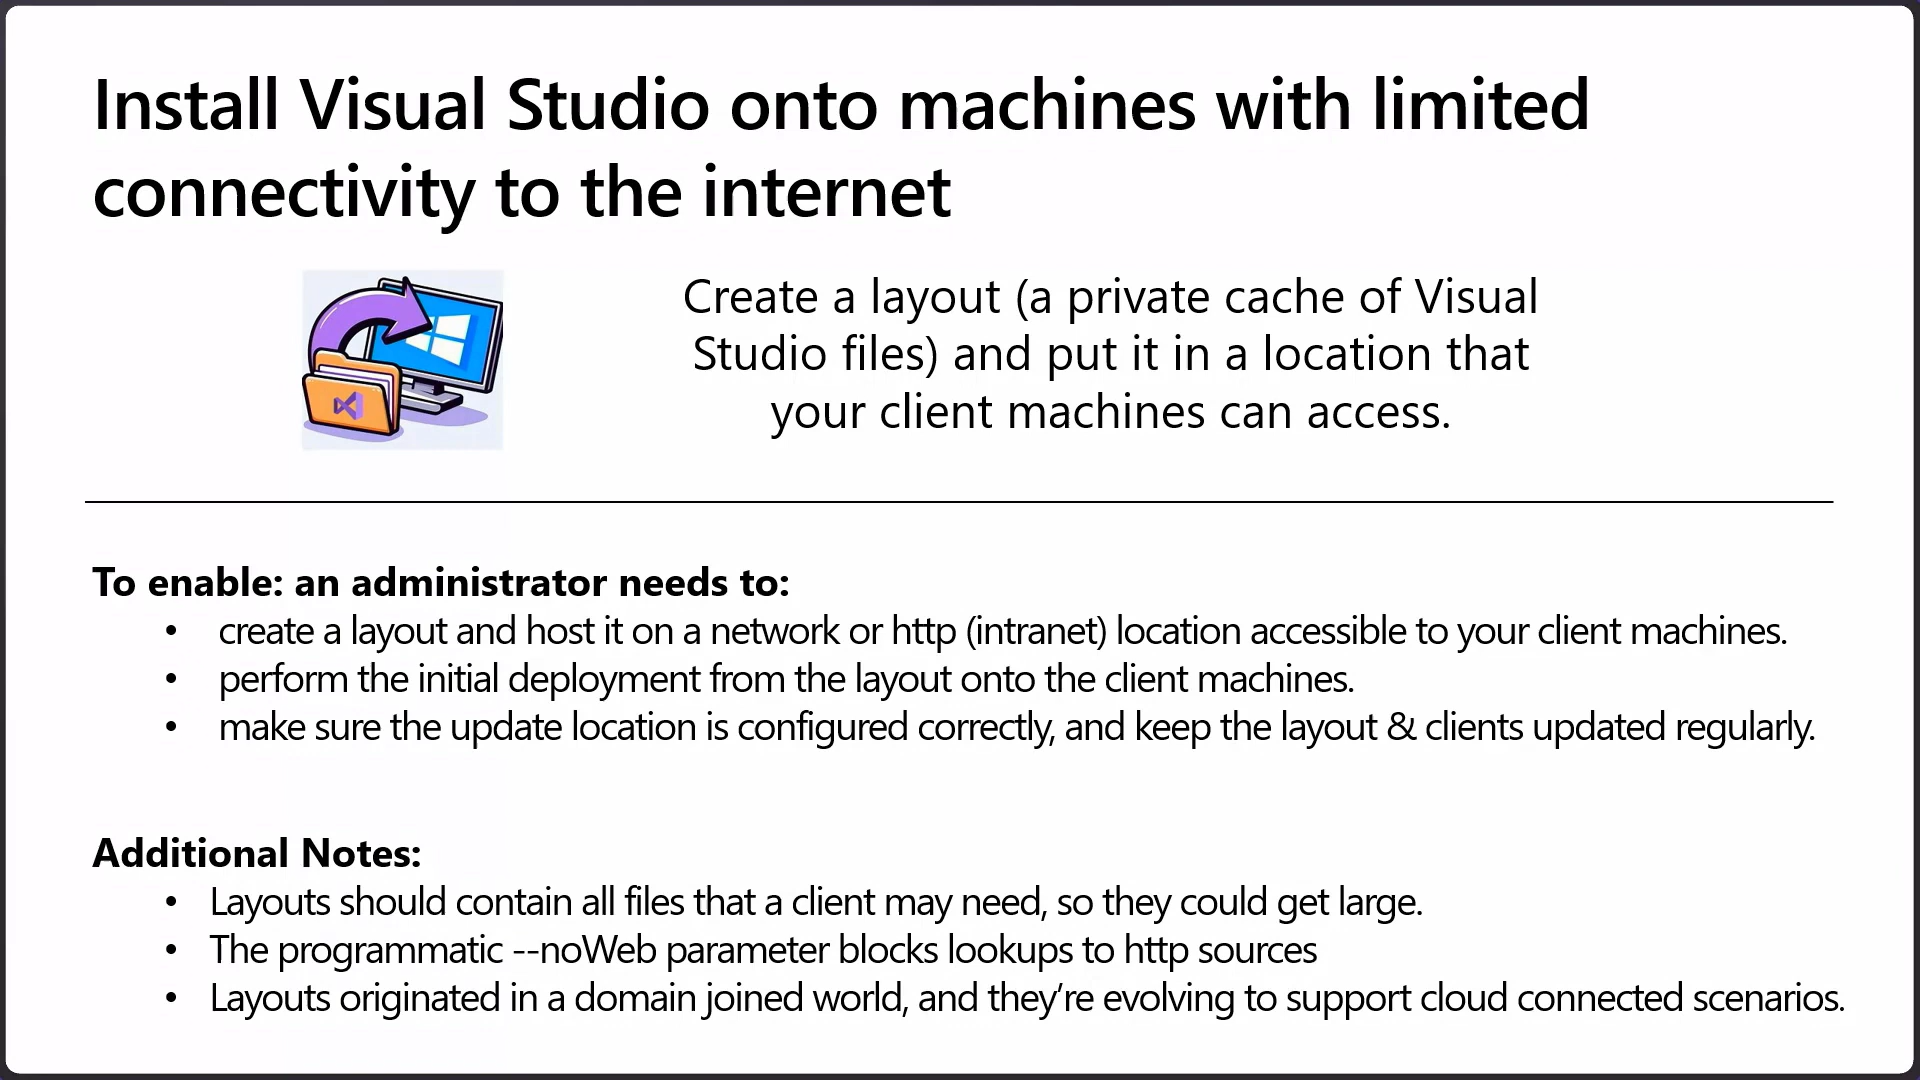 Install Visual Studio onto machines with limited
connectivity to the internet
Create a layout (a private cache of Visual
Studio files) and put it in a location that
your client machines can access.
To enable: an administrator needs to:
• create a layout and host it on a network or http (intranet) location accessible to your client machines.
• perform the initial deployment from the layout onto the client machines.
• make sure the update location is configured correctly, and keep the layout & clients updated regularly.
Additional Notes:
• Layouts should contain all files that a client may need, so they could get large.
• The programmatic --noWeb parameter blocks lookups to http sources
• Layouts originated in a domain joined world, and they’re evolving to support cloud connected scenarios.